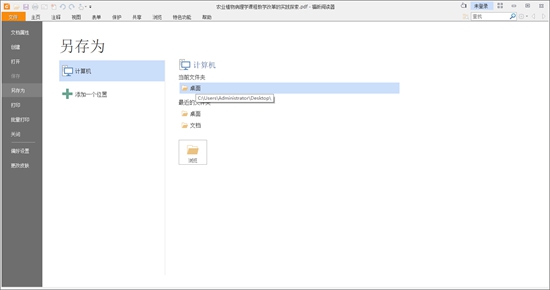 农业植物病理学课程教学改革的实践探索.pdf - 福昕阅读器
未登录
文件
主页
注释
视图
表单
保护
共享
浏览
特色功能
帮助
查找
文档属性
创建
打开
保存
另存为
打印
批量打印
关闭
偏好设置
更改皮肤
另存为
计算机
添加一个位置
计算机
当前文件夹
桌面
C:\Users\Administrator\Desktop\
最近的文件夹
桌面
文档
浏览